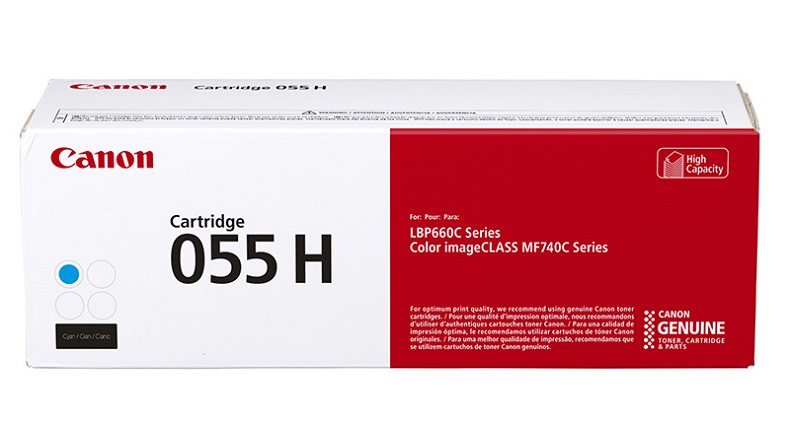 Canon Cartridge 055 H
WARNING / ADVERTENCIA / ADVERTÊNCIA
Canon
High
Capacity
Cartridge
055 H
For: Pour: Para:
LBP660C Series
Color imageCLASS MF740C Series
Cyan / Cian / Ciano
For optimum print quality, we recommend using genuine Canon toner
cartridges. / Pour une qualité d'impression optimale, nous recommandons
d'utiliser d'authentiques cartouches toner Canon. / Para una calidad de
impresión óptima, le recomendamos utilizar cartuchos de tóner Canon
originales. / Para uma melhor qualidade de impressão, recomendamos que
se utilizem cartuchos de toner Canon genuínos.
CANON
GENUINE
TONER, CARTRIDGE
& PARTS